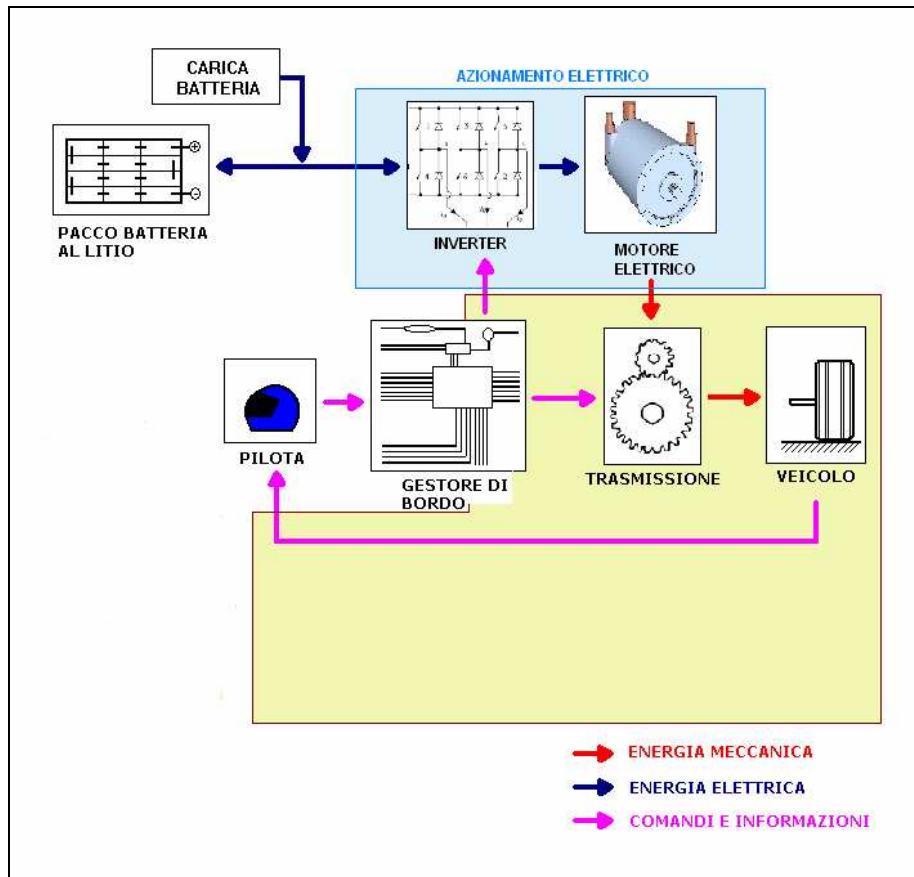 CARICA
BATTERIA
AZIONAMENTO ELETTRICO
PACCO BATTERIA
AL LITIO
INVERTER
MOTORE
ELETTRICO
PILOTA
GESTORE DI
BORDO
TRASMISSIONE
VEICOLO
ENERGIA MECCANICA
ENERGIA ELETTRICA
COMANDI E INFORMAZIONI